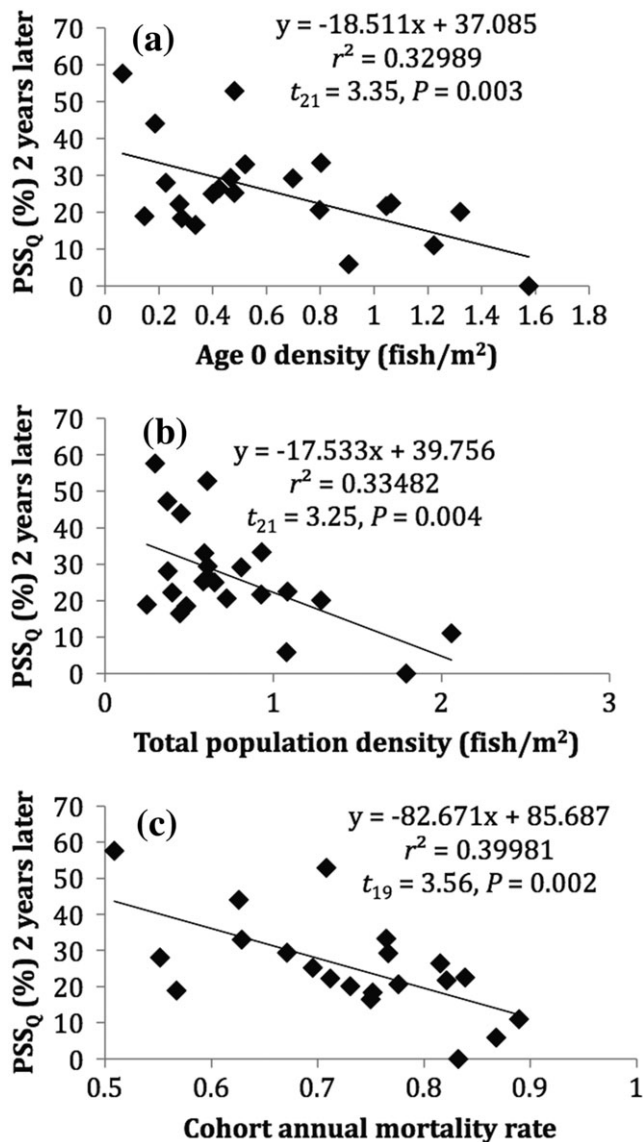 (a)
y = -18.511x + 37.085
r² = 0.32989
t₂₁ = 3.35, P = 0.003
PSS_Q (%) 2 years later
70
60
50
40
30
20
10
0
0 0.2 0.4 0.6 0.8 1 1.2 1.4 1.6 1.8
Age 0 density (fish/m²)
(b)
y = -17.533x + 39.756
r² = 0.33482
t₂₁ = 3.25, P = 0.004
PSS_Q (%) 2 years later
70
60
50
40
30
20
10
0
0 1 2 3
Total population density (fish/m²)
(c)
y = -82.671x + 85.687
r² = 0.39981
t₁₉ = 3.56, P = 0.002
PSS_Q (%) 2 years later
70
60
50
40
30
20
10
0
0.5 0.6 0.7 0.8 0.9 1
Cohort annual mortality rate